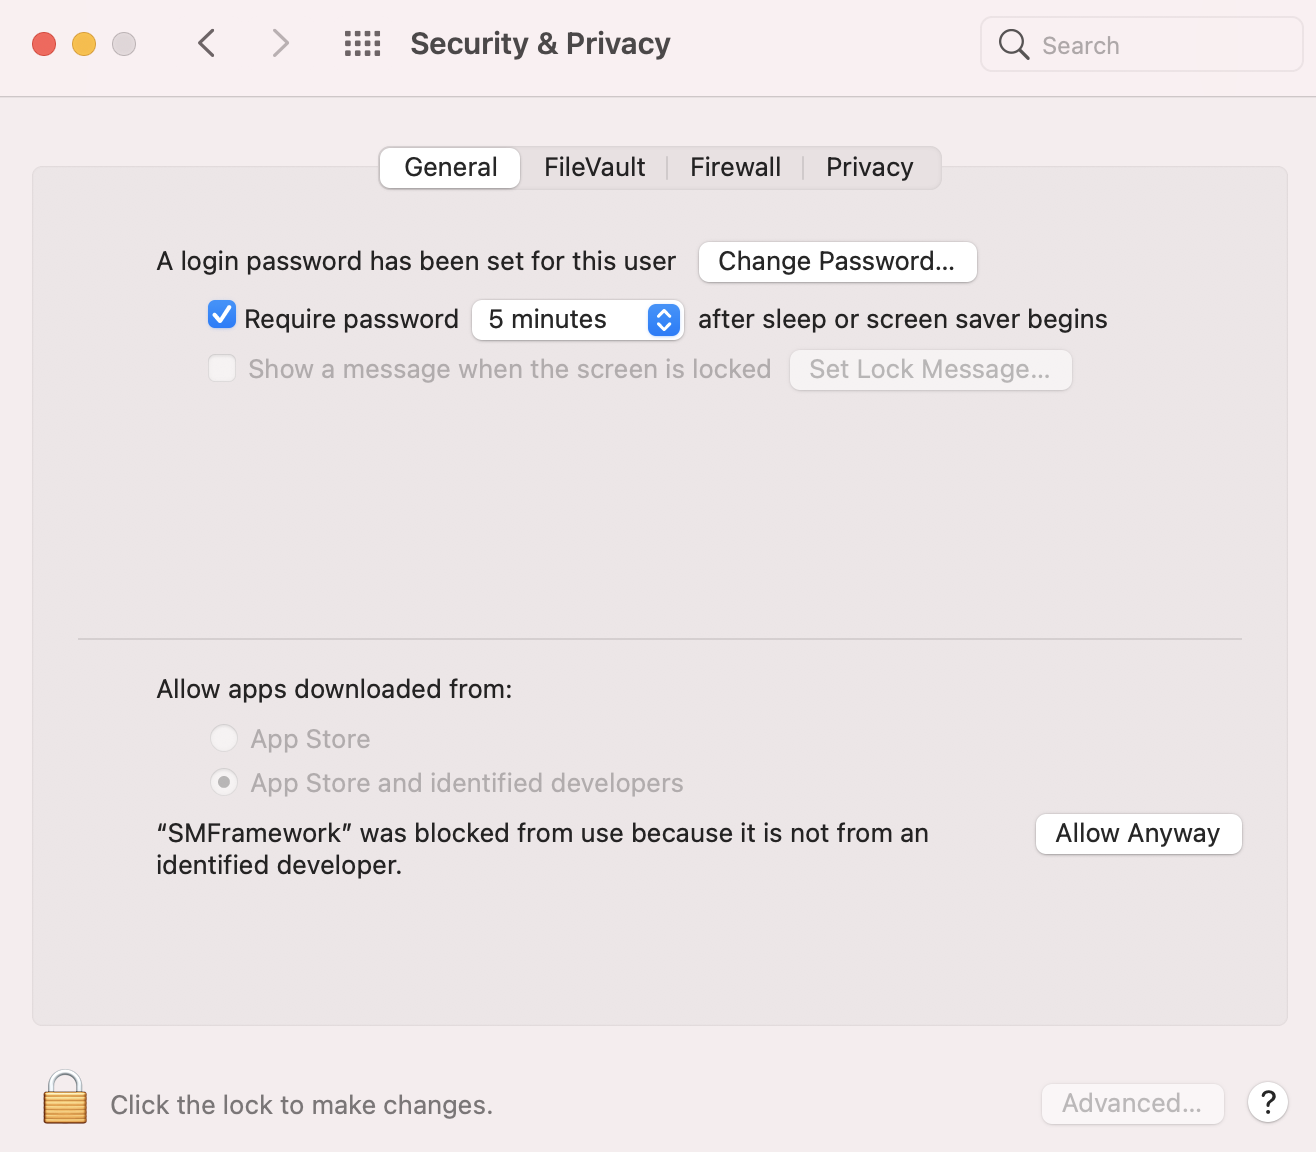 Security & Privacy
Search
General
FileVault
Firewall
Privacy
A login password has been set for this user
Change Password...
Require password
5 minutes
after sleep or screen saver begins
Show a message when the screen is locked
Set Lock Message...
Allow apps downloaded from:
App Store
App Store and identified developers
“SMFramework” was blocked from use because it is not from an
identified developer.
Allow Anyway
Click the lock to make changes.
Advanced...
?